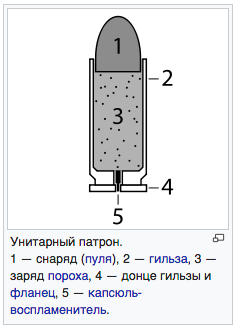 1
2
3
4
5
Унитарный патрон.
1 — снаряд (пуля), 2 — гильза, 3 —
заряд пороха, 4 — донце гильзы и
фланец, 5 — капсюль-
воспламенитель.